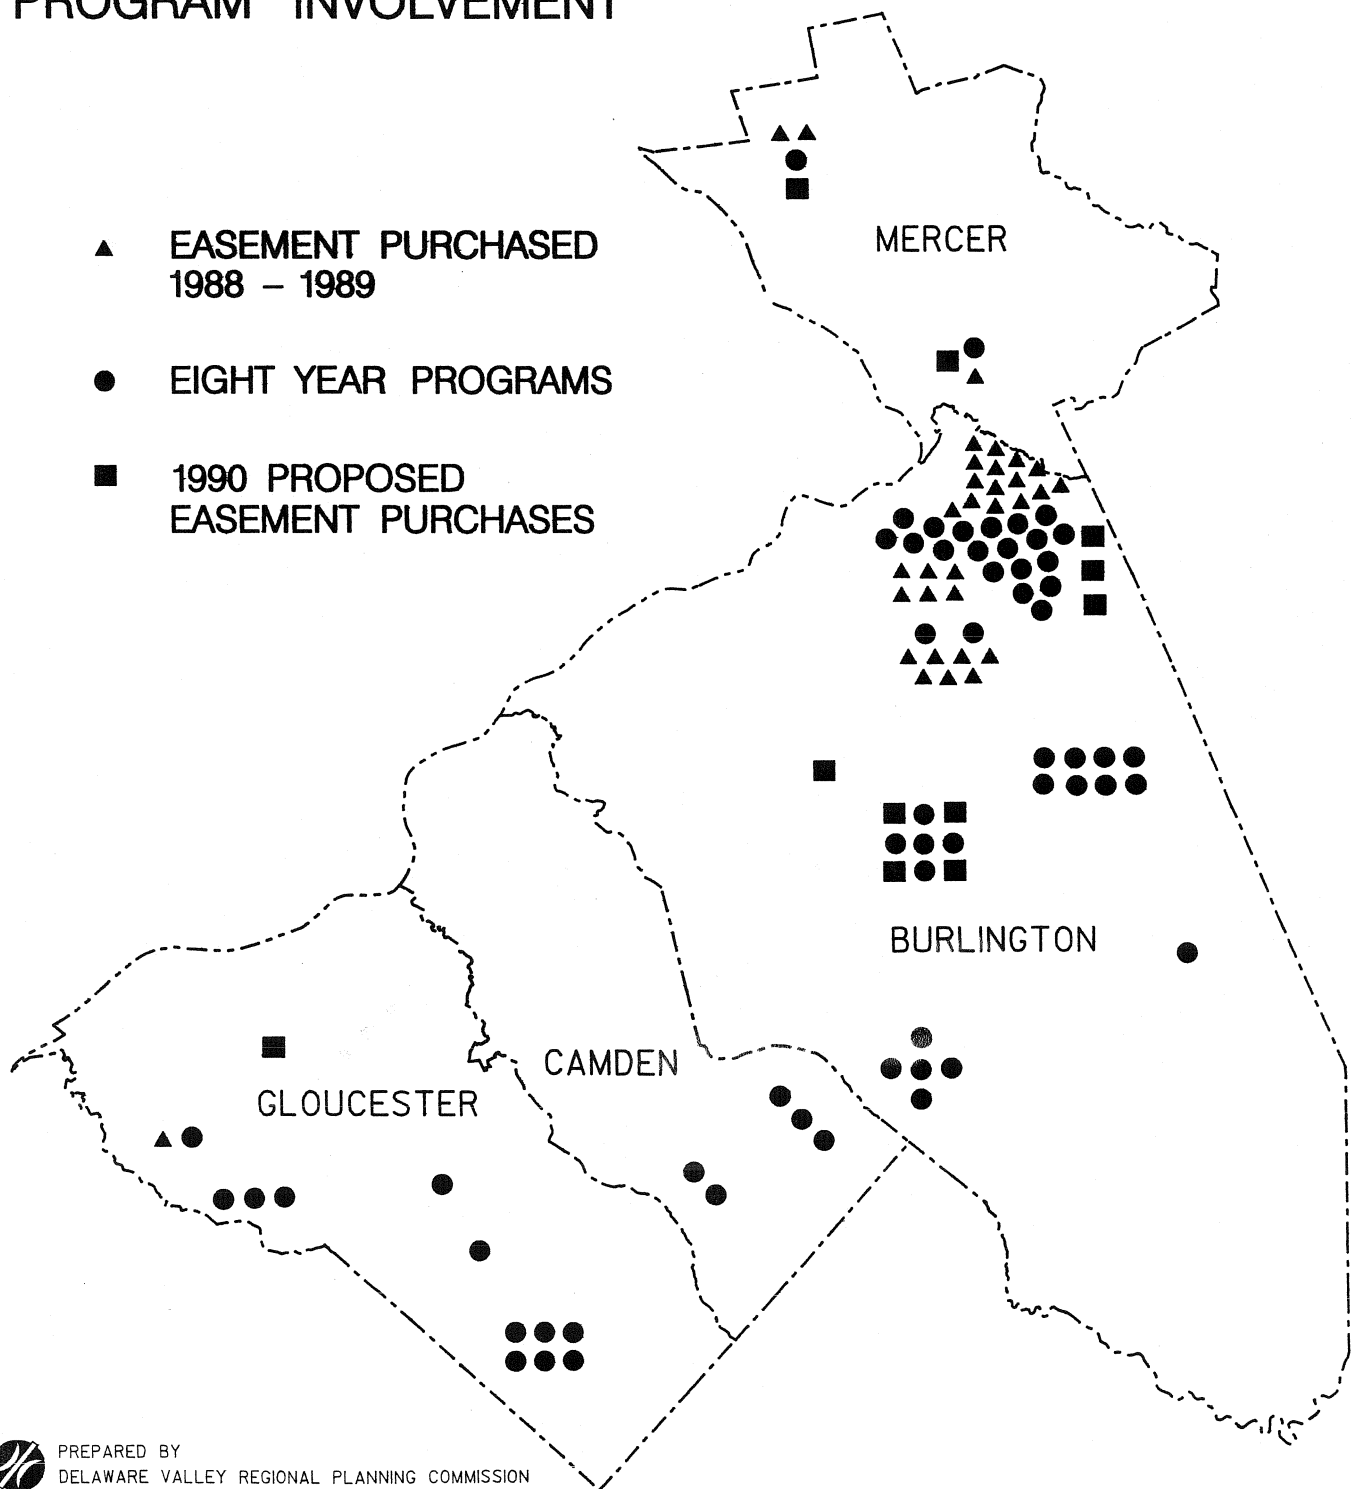 PROGRAM INVOLVEMENT
MERCER
EASEMENT PURCHASED
1988 – 1989
EIGHT YEAR PROGRAMS
1990 PROPOSED
EASEMENT PURCHASES
BURLINGTON
CAMDEN
GLOUCESTER
PREPARED BY
DELAWARE VALLEY REGIONAL PLANNING COMMISSION